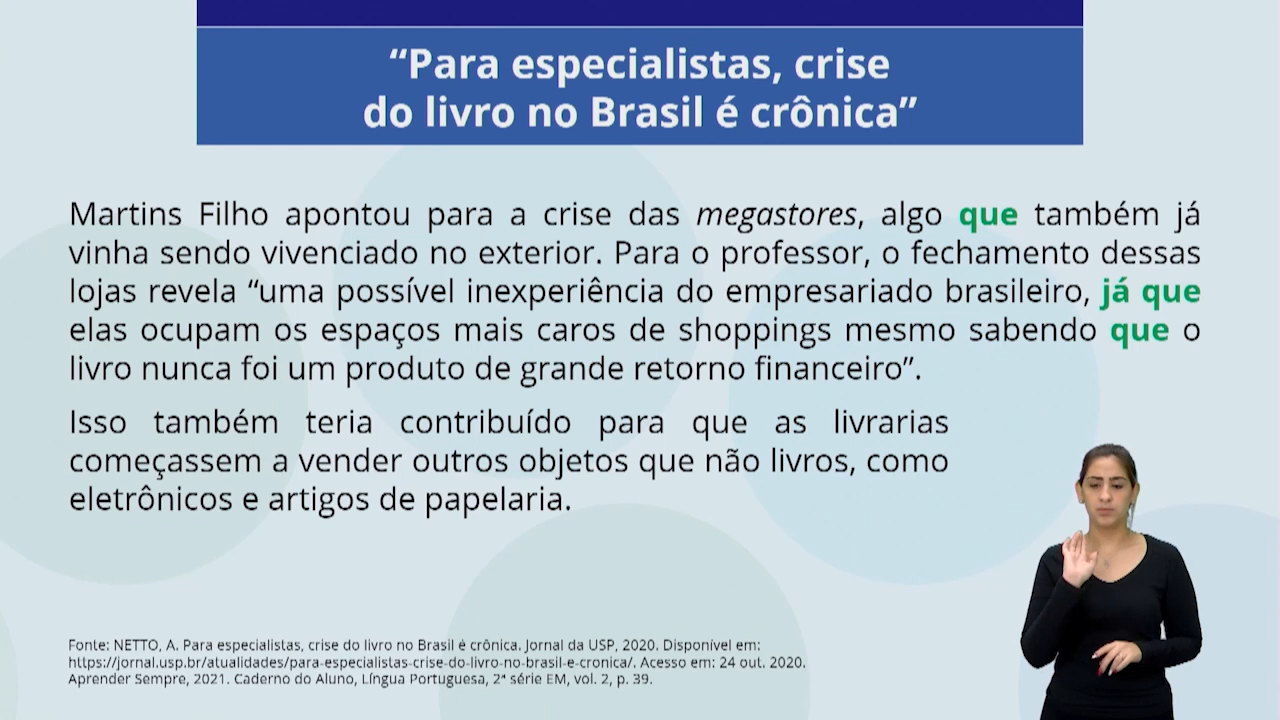 “Para especialistas, crise
do livro no Brasil é crônica”
Martins Filho apontou para a crise das megastores, algo que também já
vinha sendo vivenciado no exterior. Para o professor, o fechamento dessas
lojas revela “uma possível inexperiência do empresariado brasileiro, já que
elas ocupam os espaços mais caros de shoppings mesmo sabendo que o
livro nunca foi um produto de grande retorno financeiro”.
Isso também teria contribuído para que as livrarias
começassem a vender outros objetos que não livros, como
eletrônicos e artigos de papelaria.
Fonte: NETTO, A. Para especialistas, crise do livro no Brasil é crônica. Jornal da USP, 2020. Disponível em:
https://jornal.usp.br/atualidades/para-especialistas-crise-do-livro-no-brasil-e-cronica/. Acesso em: 24 out. 2020.
Aprender Sempre, 2021. Caderno do Aluno, Língua Portuguesa, 2ª série EM, vol. 2, p. 39.